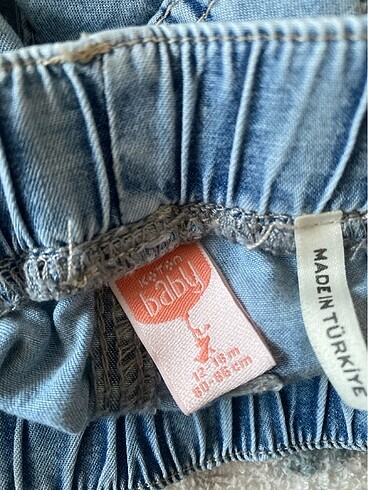 KOTON
baby
12-18 m
80-86 cm
MADE IN TÜRKİYE